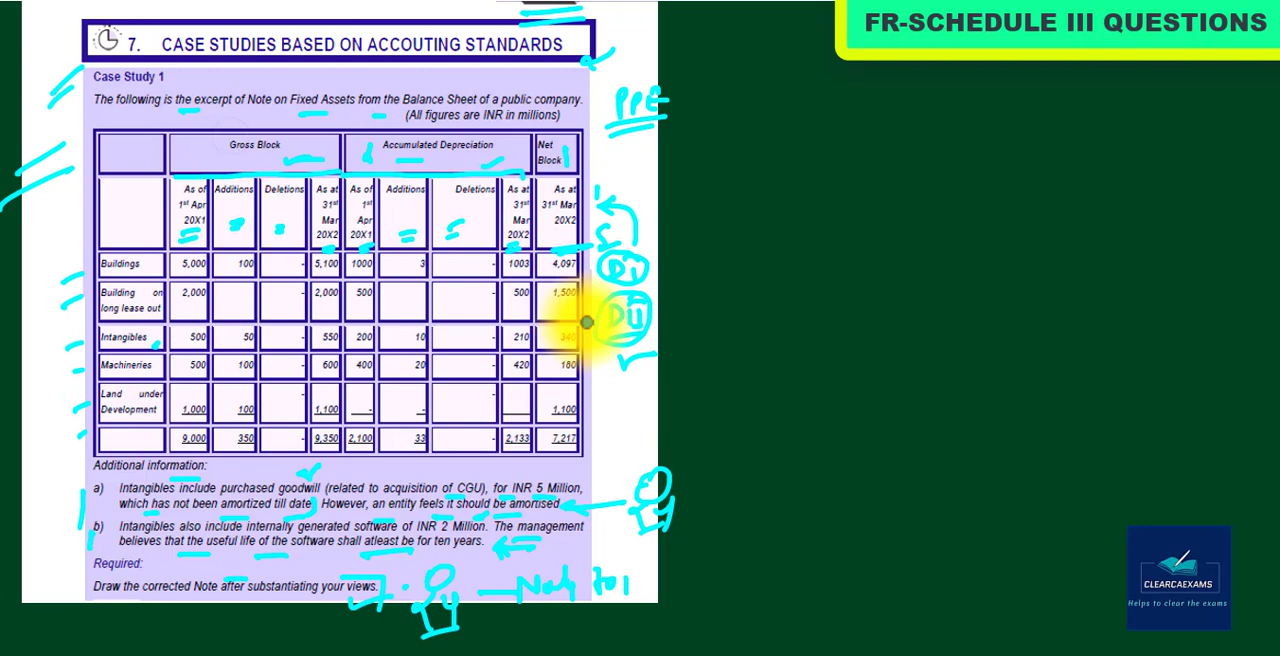 FR-SCHEDULE III QUESTIONS
7. CASE STUDIES BASED ON ACCOUTING STANDARDS
Case Study 1
The following is the excerpt of Note on Fixed Assets from the Balance Sheet of a public company.
(All figures are INR in millions)
PPE
Gross Block Accumulated Depreciation Net Block
As of 1st Apr 20X1 Additions Deletions As at 31st Mar 20X2 As of 1st Apr 20X1 Additions Deletions As at 31st Mar 20X2 As at 31st Mar 20X2
Buildings 5,000 100 - 5,100 1000 3 - 1003 4,097
Building on long lease out 2,000 - 2,000 500 - 500 1,500
Intangibles 500 50 - 550 200 10 - 210 340
Machineries 500 100 - 600 400 20 - 420 180
Land under Development 1,000 100 - 1,100 - - - 1,100
9,000 350 - 9,350 2,100 33 - 2,133 7,217
Additional information:
a) Intangibles include purchased goodwill (related to acquisition of CGU), for INR 5 Million,
which has not been amortized till date. However, an entity feels it should be amortised.
b) Intangibles also include internally generated software of INR 2 Million. The management
believes that the useful life of the software shall atleast be for ten years.
Required:
Draw the corrected Note after substantiating your views.
CLEARCAEXAMS
Helps to clear the exams